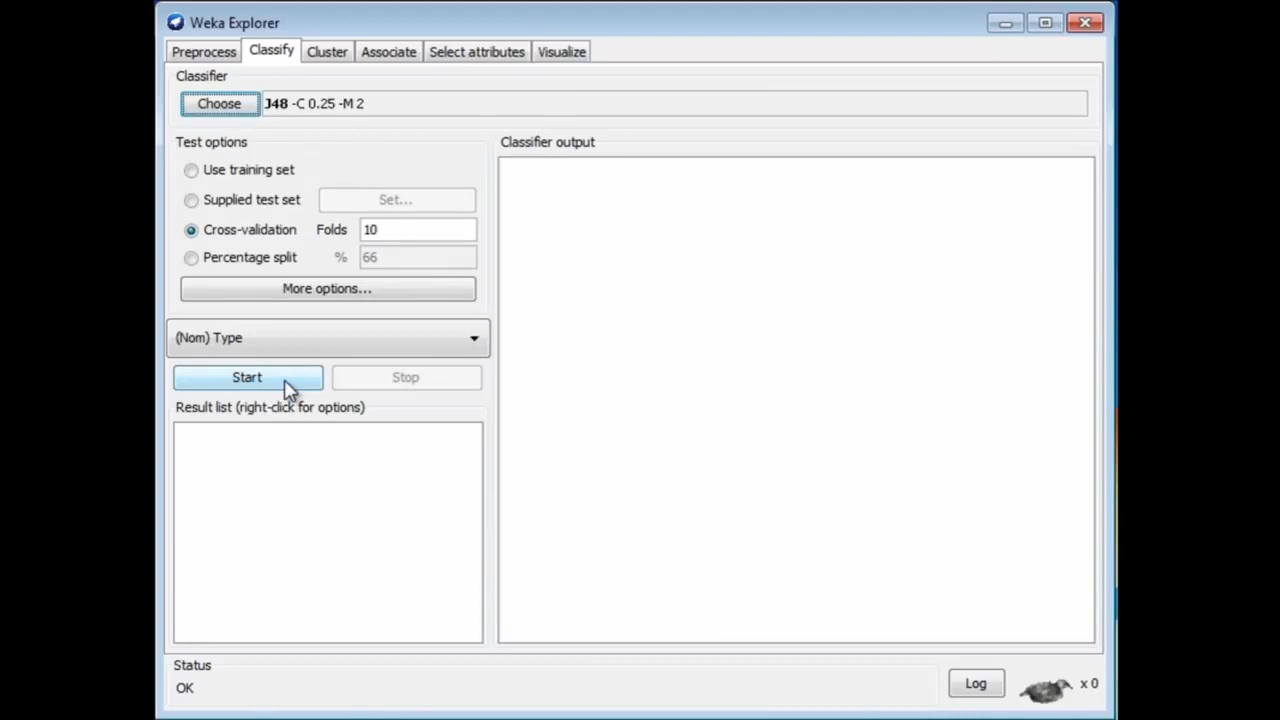 Weka Explorer
Preprocess Classify Cluster Associate Select attributes Visualize
Classifier
Choose J48 -C 0.25 -M 2
Test options
Use training set
Supplied test set Set...
Cross-validation Folds 10
Percentage split % 66
More options...
(Nom) Type
Start Stop
Result list (right-click for options)
Classifier output
Status
OK
Log x 0